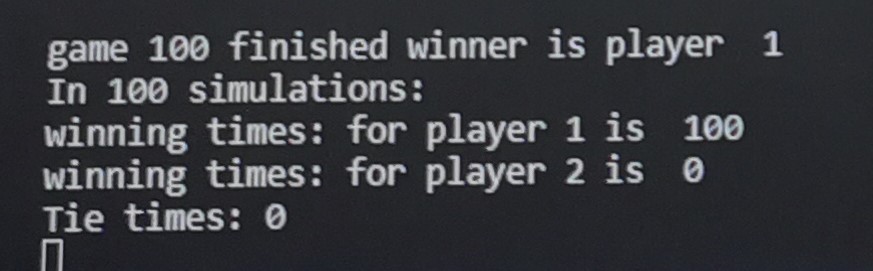 game 100 finished winner is player  1
In 100 simulations:
winning times: for player 1 is  100
winning times: for player 2 is  0
Tie times: 0